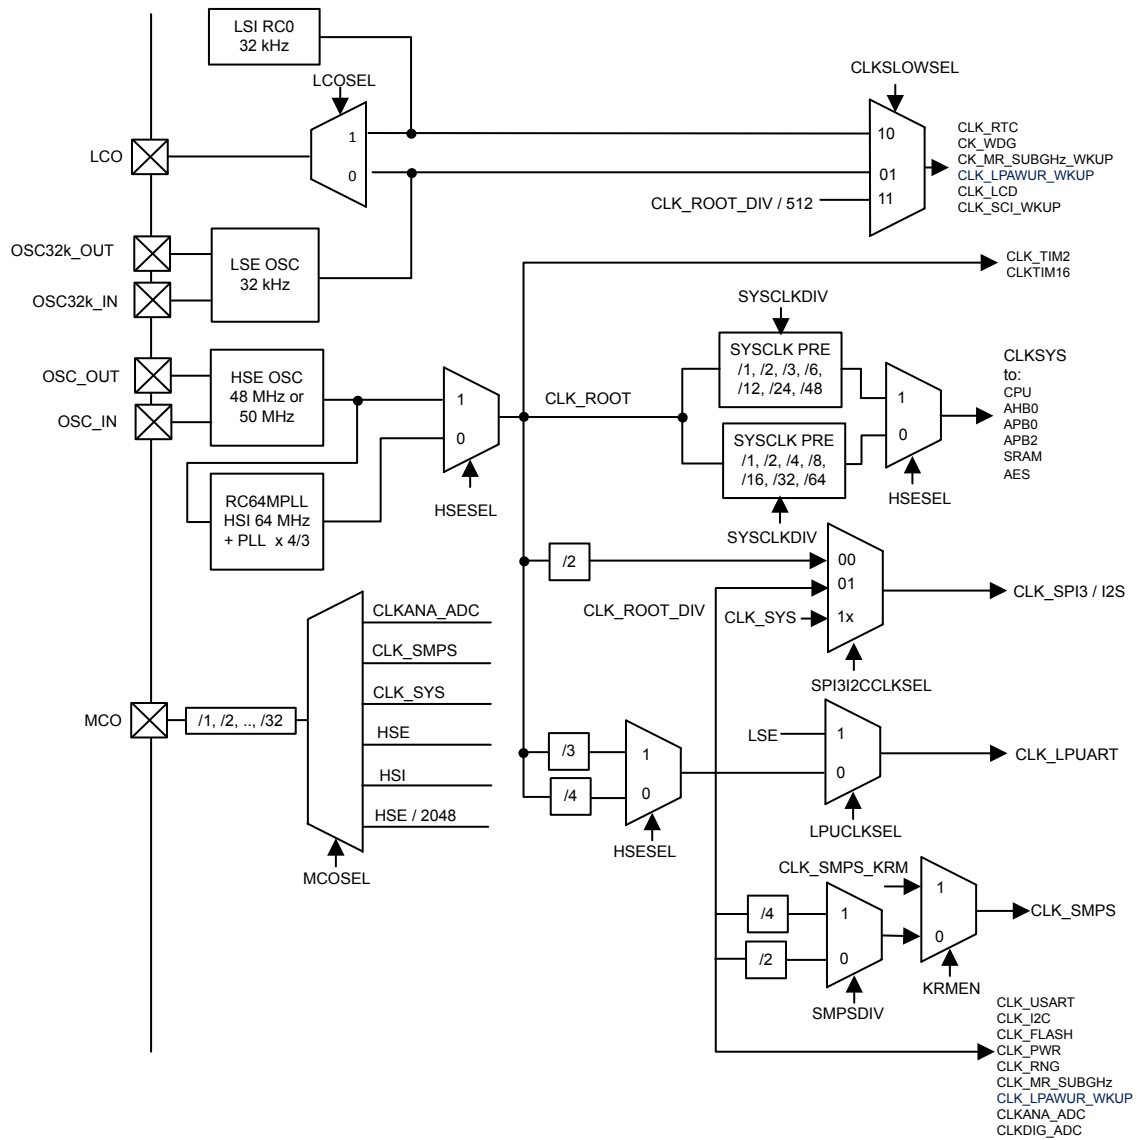 LSI RC0
32 kHz
LCOSEL
CLKSLOWSEL
1
0
10
01
11
LCO
CLK_RTC
CK_WDG
CK_MR_SUBGHz_WKUP
CLK_LPAWUR_WKUP
CLK_LCD
CLK_SCI_WKUP
CLK_ROOT_DIV / 512
OSC32k_OUT
OSC32k_IN
LSE OSC
32 kHz
CLK_TIM2
CLKTIM16
SYSCLKDIV
SYSCLK PRE
/1, /2, /3, /6,
/12, /24, /48
OSC_OUT
OSC_IN
HSE OSC
48 MHz or
50 MHz
1
0
HSESEL
CLK_ROOT
SYSCLK PRE
/1, /2, /4, /8,
/16, /32, /64
SYSCLKDIV
1
0
HSESEL
CLKSYS
to:
CPU
AHB0
APB0
APB2
SRAM
AES
RC64MPLL
HSI 64 MHz
+ PLL x 4/3
/2
00
01
1x
CLK_ROOT_DIV
CLK_SYS
CLK_SPI3 / I2S
SPI3I2CCLKSEL
MCO
/1, /2, .., /32
CLKANA_ADC
CLK_SMPS
CLK_SYS
HSE
HSI
HSE / 2048
MCOSEL
/3
/4
1
0
HSESEL
LSE
1
0
CLK_LPUART
LPUCLKSEL
CLK_SMPS_KRM
/4
/2
1
0
SMPSDIV
1
0
KRMEN
CLK_SMPS
CLK_USART
CLK_I2C
CLK_FLASH
CLK_PWR
CLK_RNG
CLK_MR_SUBGHz
CLK_LPAWUR_WKUP
CLKANA_ADC
CLKDIG_ADC